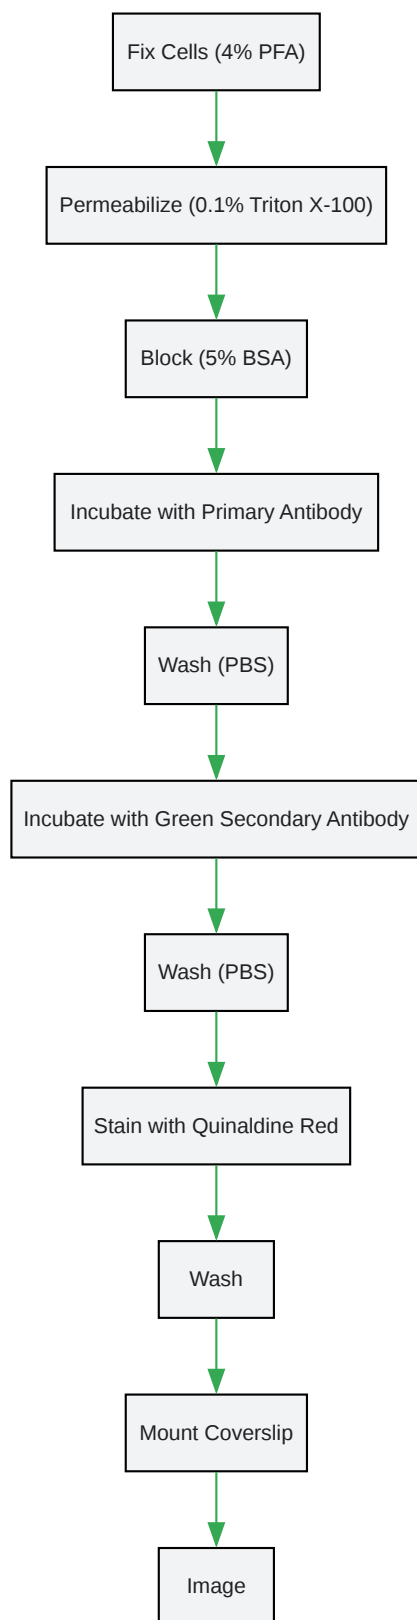 Fix Cells (4% PFA)
Permeabilize (0.1% Triton X-100)
Block (5% BSA)
Incubate with Primary Antibody
Wash (PBS)
Incubate with Green Secondary Antibody
Wash (PBS)
Stain with Quinaldine Red
Wash
Mount Coverslip
Image